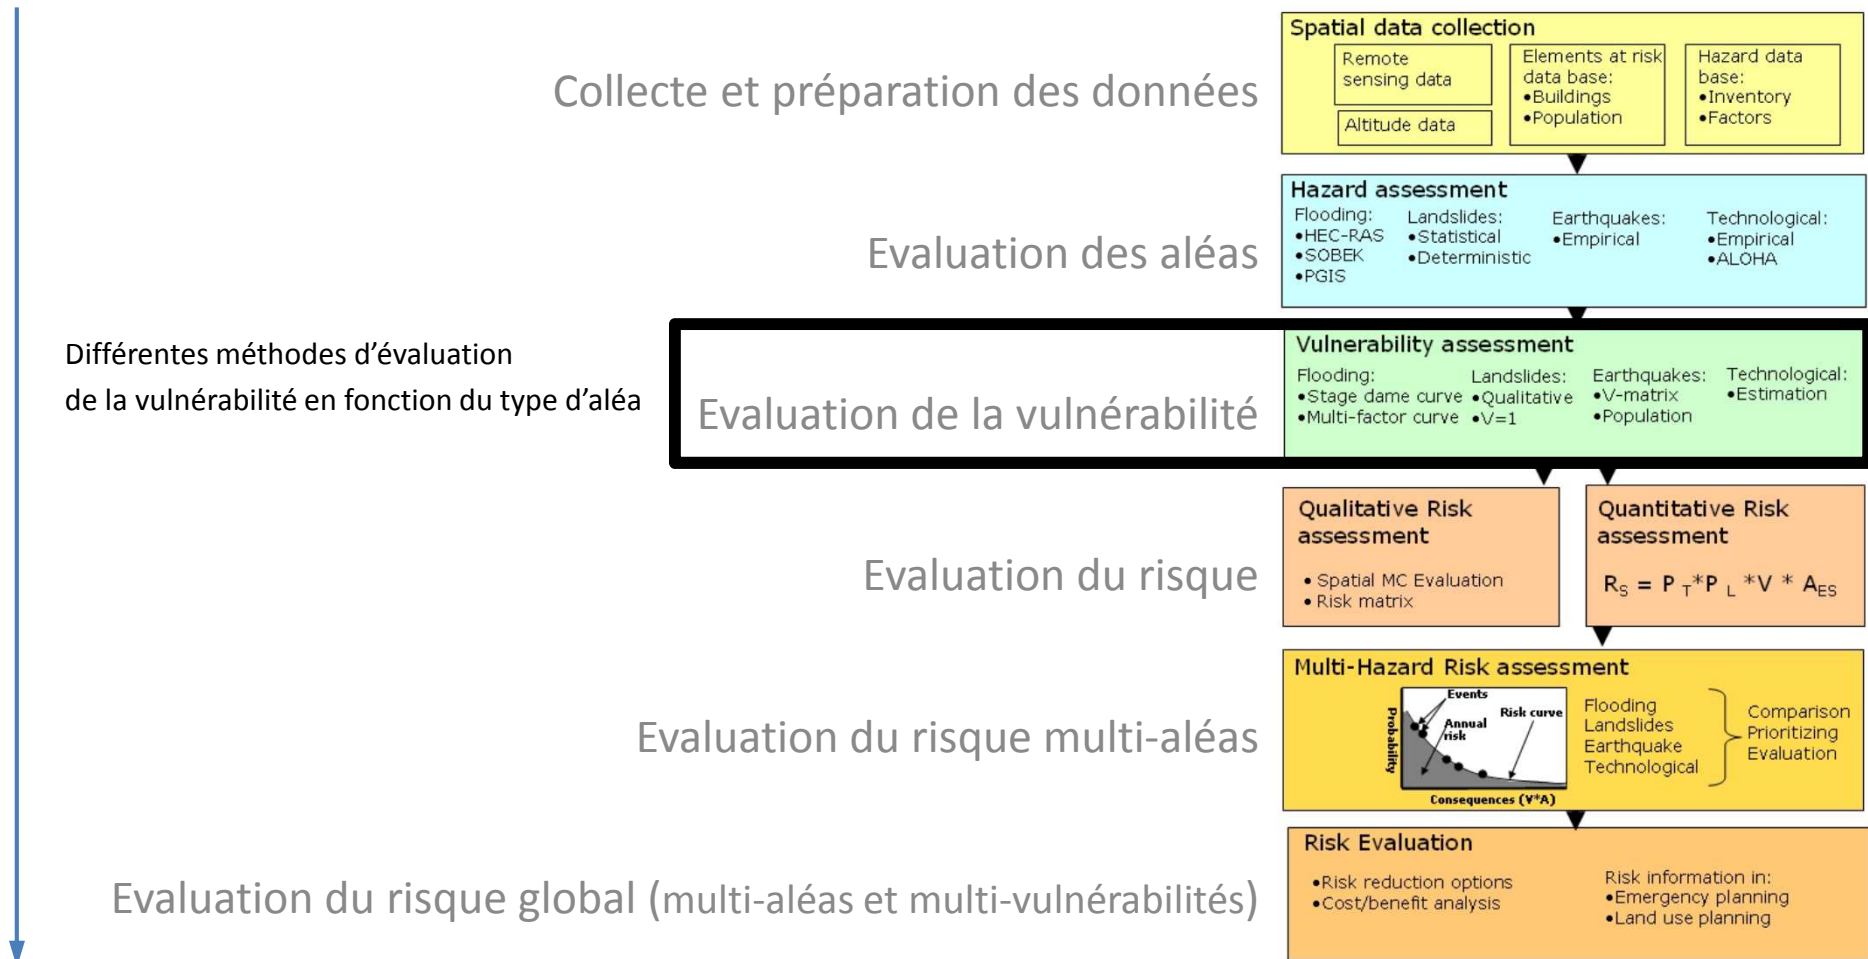 Collecte et préparation des données
Spatial data collection
Remote
sensing data
Altitude data
Elements at risk
data base:
•Buildings
•Population
Hazard data
base:
•Inventory
•Factors
Evaluation des aléas
Hazard assessment
Flooding:
•HEC-RAS
•SOBEK
•PGIS
Landslides:
•Statistical
•Deterministic
Earthquakes:
•Empirical
Technological:
•Empirical
•ALOHA
Différentes méthodes d'évaluation
de la vulnérabilité en fonction du type d'aléa
Evaluation de la vulnérabilité
Vulnerability assessment
Flooding:
•Stage dame curve
•Multi-factor curve
Landslides:
•Qualitative
•V=1
Earthquakes:
•V-matrix
•Population
Technological:
•Estimation
Evaluation du risque
Qualitative Risk
assessment
• Spatial MC Evaluation
• Risk matrix
Quantitative Risk
assessment
R_S = P_T*P_L*V * A_ES
Evaluation du risque multi-aléas
Multi-Hazard Risk assessment
Probability
Events
Annual
risk
Risk curve
Consequences (V*A)
Flooding
Landslides
Earthquake
Technological
Comparison
Prioritizing
Evaluation
Evaluation du risque global (multi-aléas et multi-vulnérabilités)
Risk Evaluation
•Risk reduction options
•Cost/benefit analysis
Risk information in:
•Emergency planning
•Land use planning